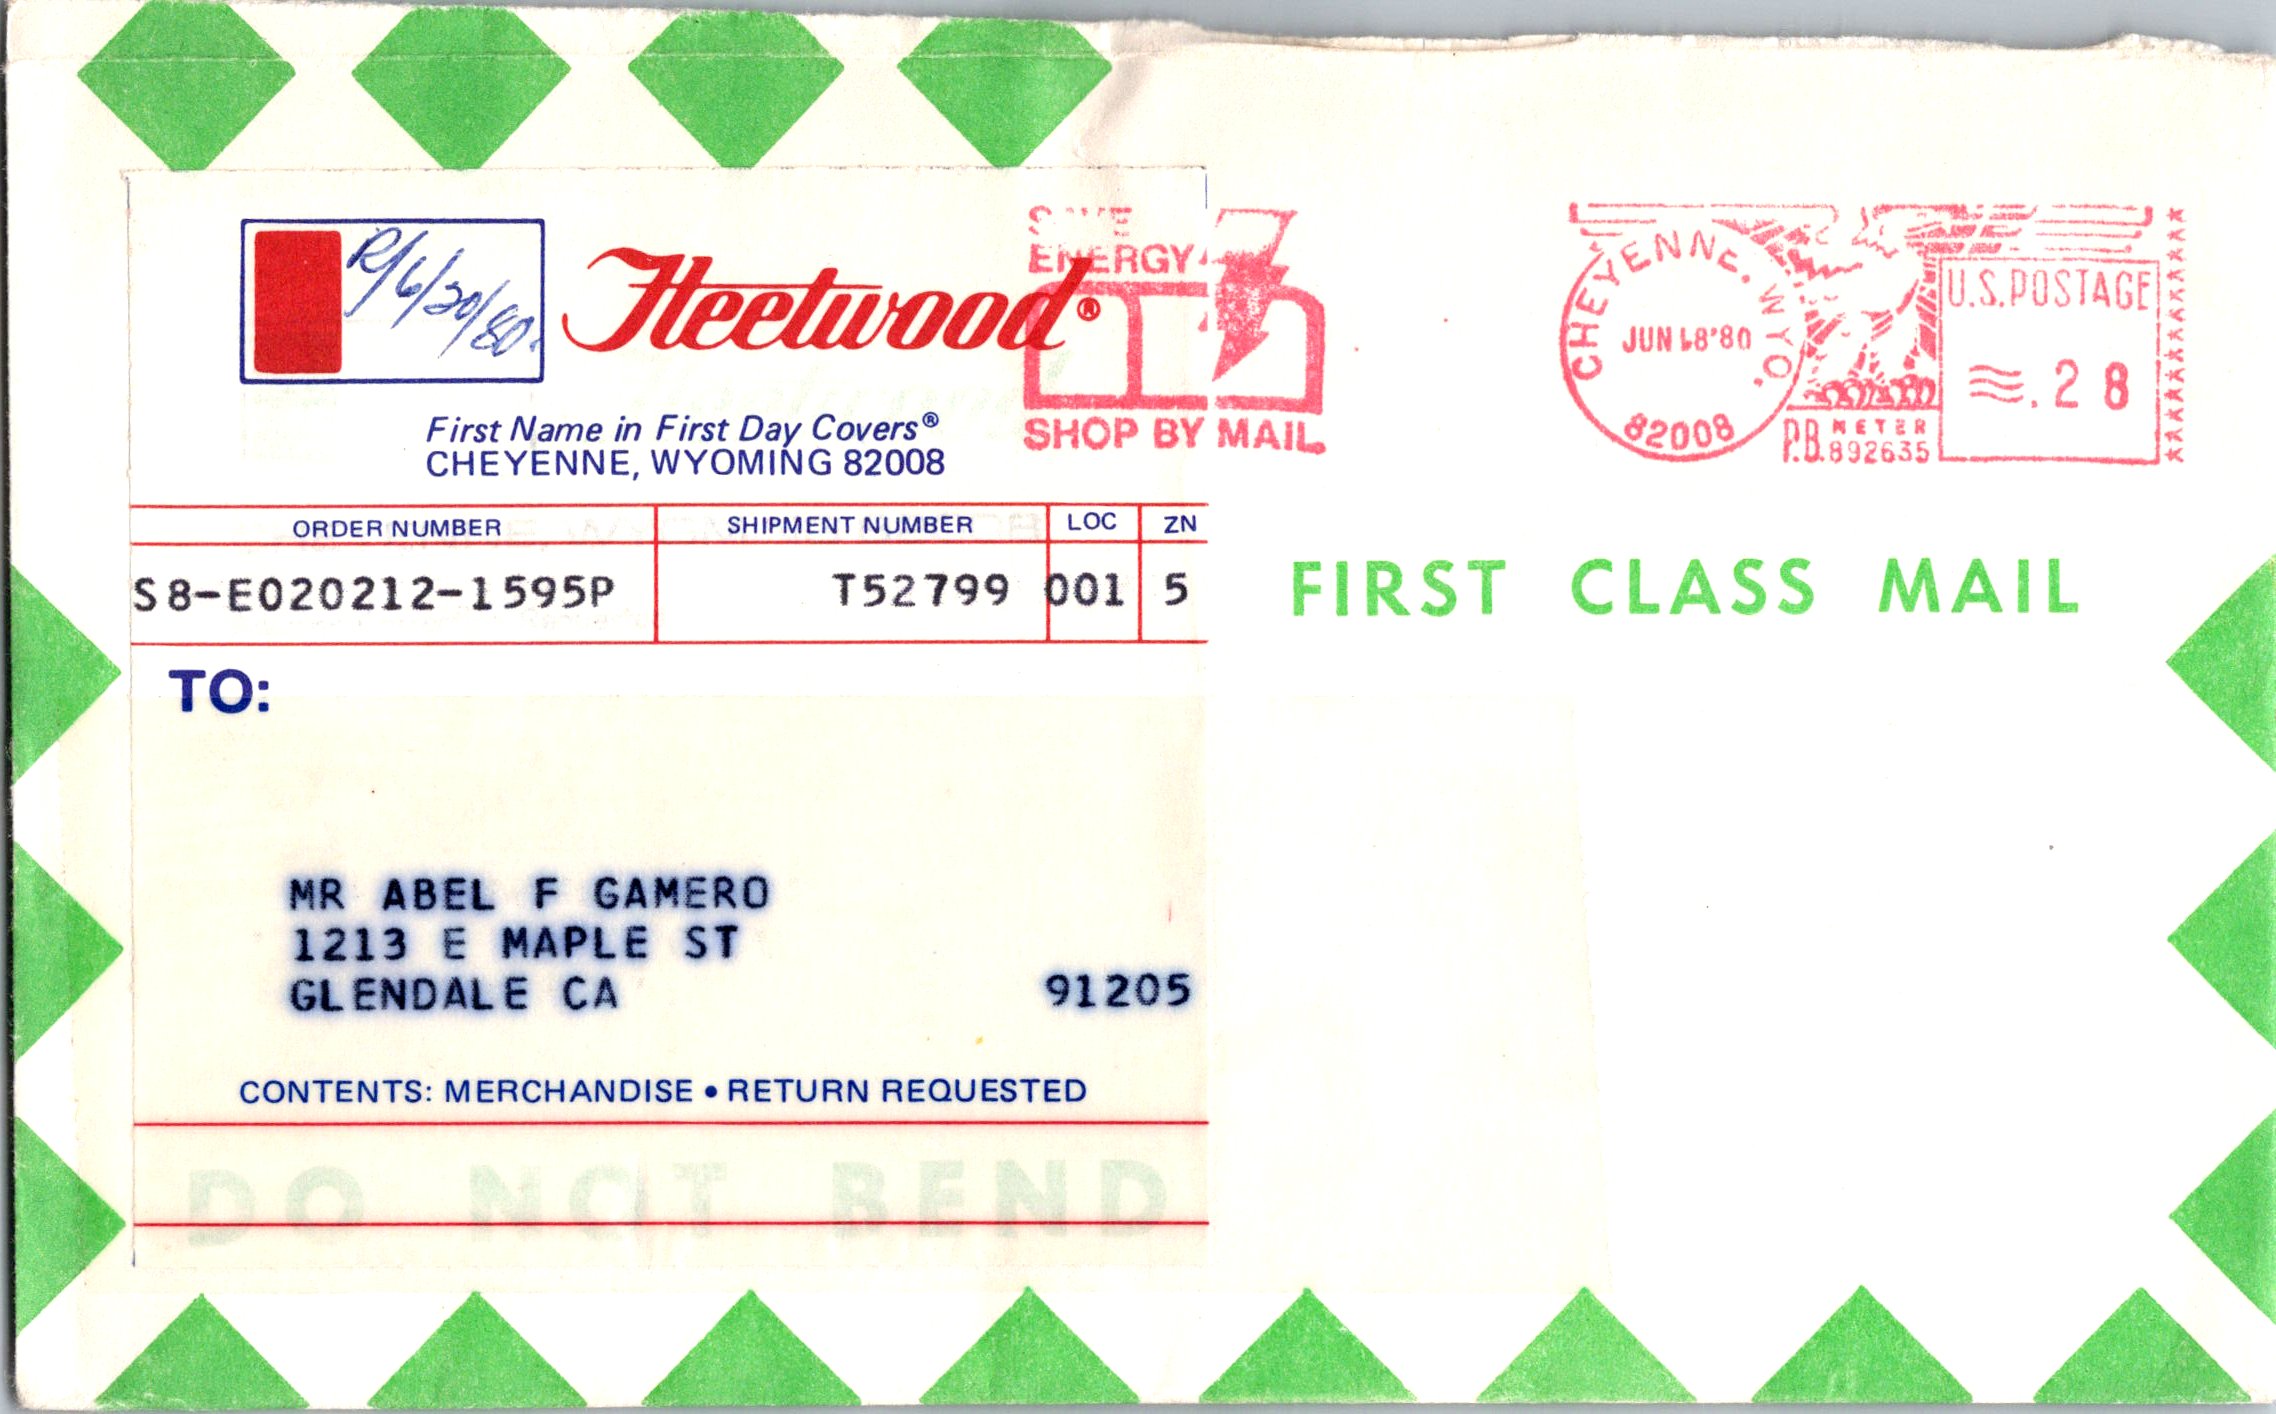 R/6/20/80.
Fleetwood®
First Name in First Day Covers®
CHEYENNE, WYOMING 82008
SAVE
ENERGY
SHOP BY MAIL
CHEYENNE, WYO.
JUN 18'80
82008
P.B. METER
892635
U.S. POSTAGE
.28
ORDER NUMBER SHIPMENT NUMBER LOC ZN
S8-E020212-1595P T52799 001 5
FIRST CLASS MAIL
TO:
MR ABEL F GAMERO
1213 E MAPLE ST
GLENDALE CA 91205
CONTENTS: MERCHANDISE • RETURN REQUESTED
DO NOT BEND